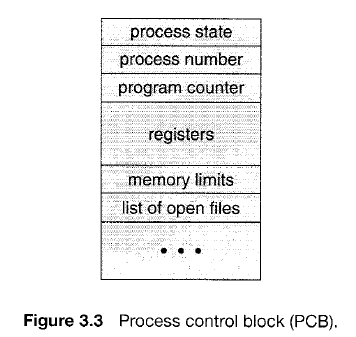 process state
process number
program counter
registers
memory limits
list of open files
• • •
Figure 3.3 Process control block (PCB).